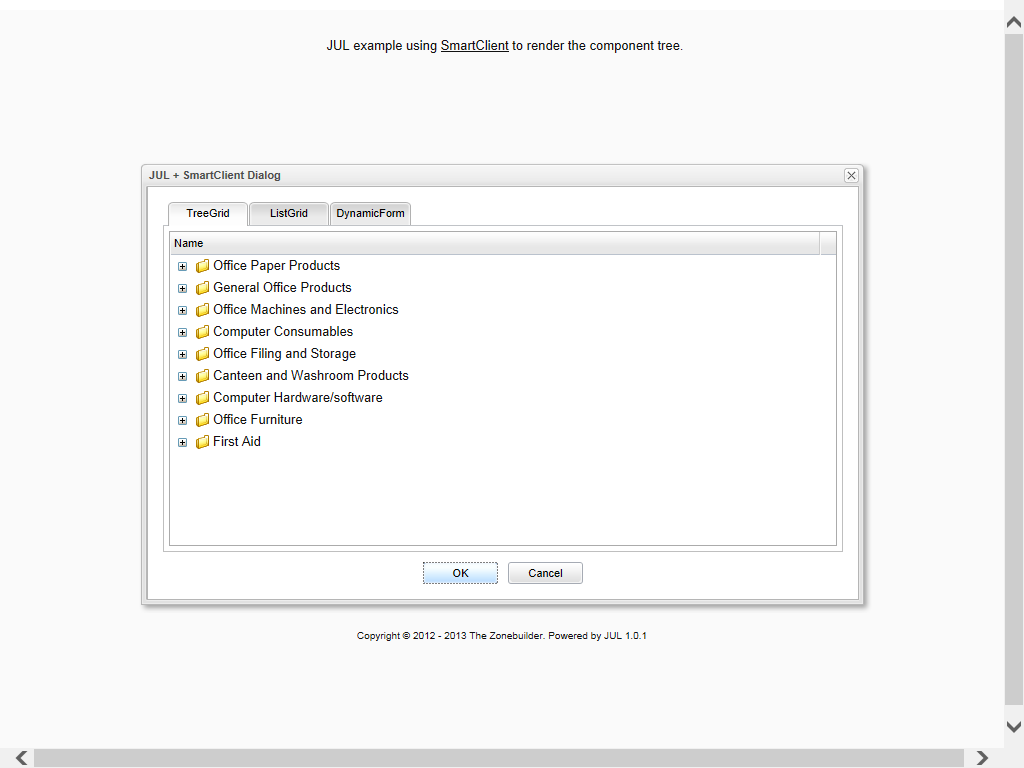 JUL example using SmartClient to render the component tree.
JUL + SmartClient Dialog
TreeGrid ListGrid DynamicForm
Name
Office Paper Products
General Office Products
Office Machines and Electronics
Computer Consumables
Office Filing and Storage
Canteen and Washroom Products
Computer Hardware/software
Office Furniture
First Aid
OK Cancel
Copyright © 2012 - 2013 The Zonebuilder. Powered by JUL 1.0.1